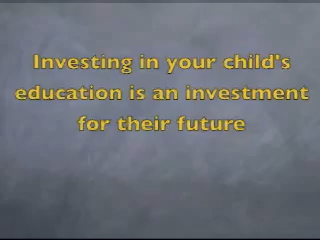 Investing in your child's
education is an investment
for their future